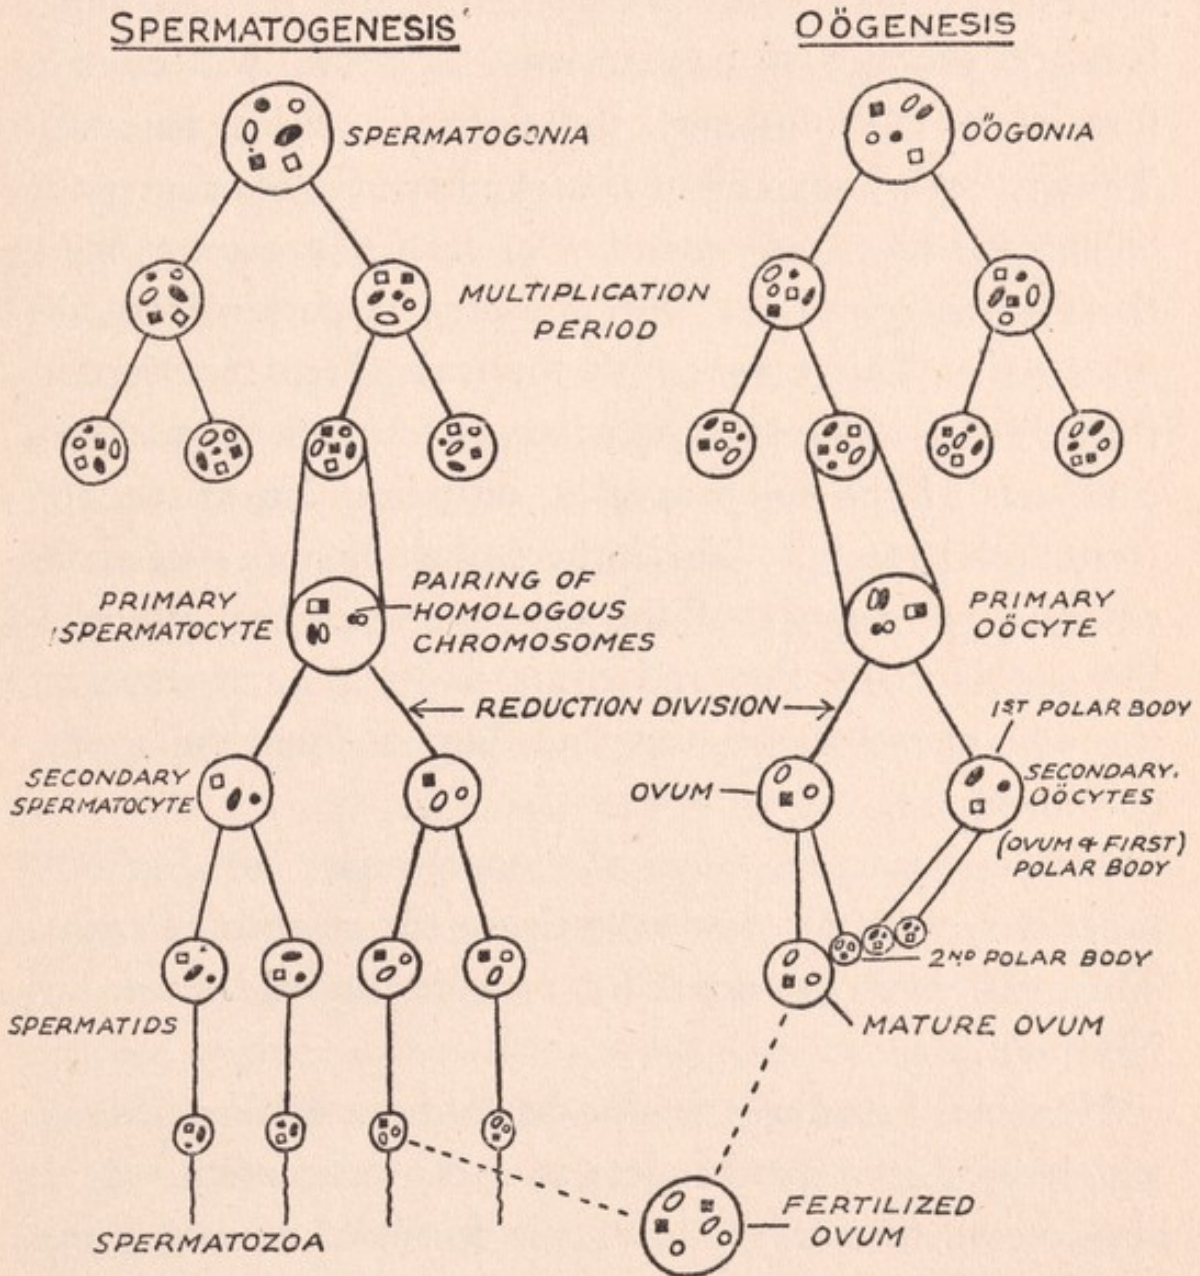 SPERMATOGENESIS
OÖGENESIS
SPERMATOGONIA
OÖGONIA
MULTIPLICATION
PERIOD
PRIMARY
SPERMATOCYTE
PAIRING OF
HOMOLOGOUS
CHROMOSOMES
PRIMARY
OÖCYTE
REDUCTION DIVISION
1ST POLAR BODY
SECONDARY
SPERMATOCYTE
OVUM
SECONDARY.
OÖCYTES
(OVUM & FIRST)
POLAR BODY
2ND POLAR BODY
SPERMATIDS
MATURE OVUM
FERTILIZED
OVUM
SPERMATOZOA